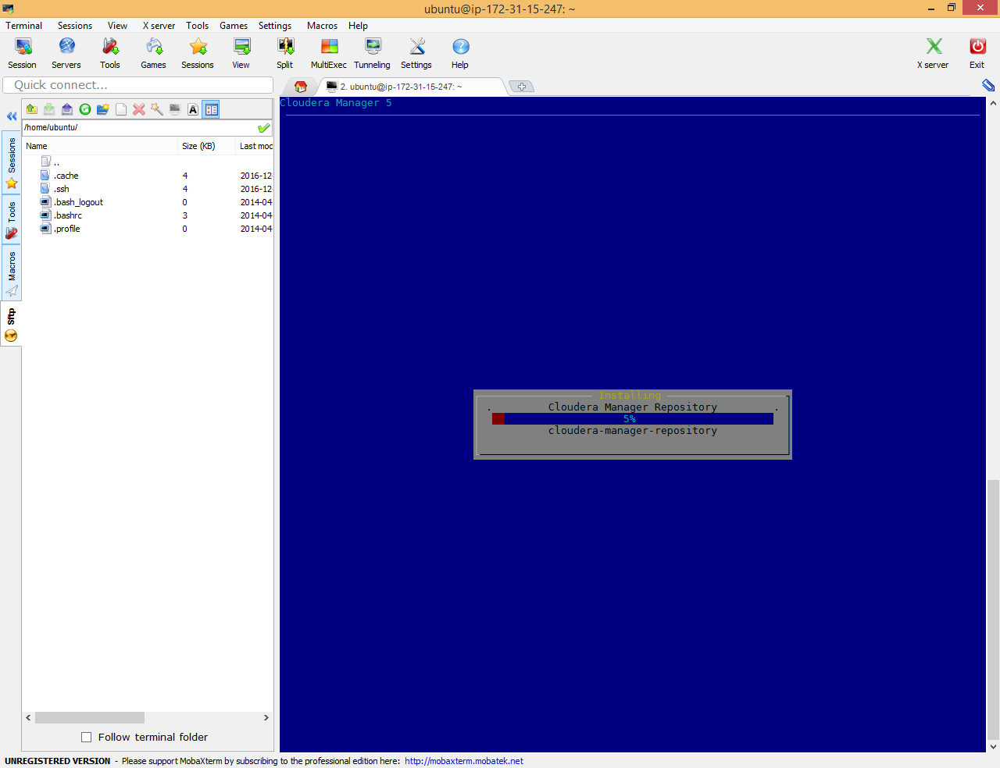 ubuntu@ip-172-31-15-247: ~
Terminal Sessions View X server Tools Games Settings Macros Help
Session Servers Tools Games Sessions View Split MultiExec Tunneling Settings Help X server Exit
Quick connect...
2. ubuntu@ip-172-31-15-247: ~
/home/ubuntu/
Name Size (KB) Last mod
..
.cache 4 2016-12
.ssh 4 2016-12
.bash_logout 0 2014-04
.bashrc 3 2014-04
.profile 0 2014-04
Sessions
Tools
Macros
Sftp
Follow terminal folder
Cloudera Manager 5
Installing
. Cloudera Manager Repository .
5%
cloudera-manager-repository
UNREGISTERED VERSION - Please support MobaXterm by subscribing to the professional edition here: http://mobaxterm.mobatek.net